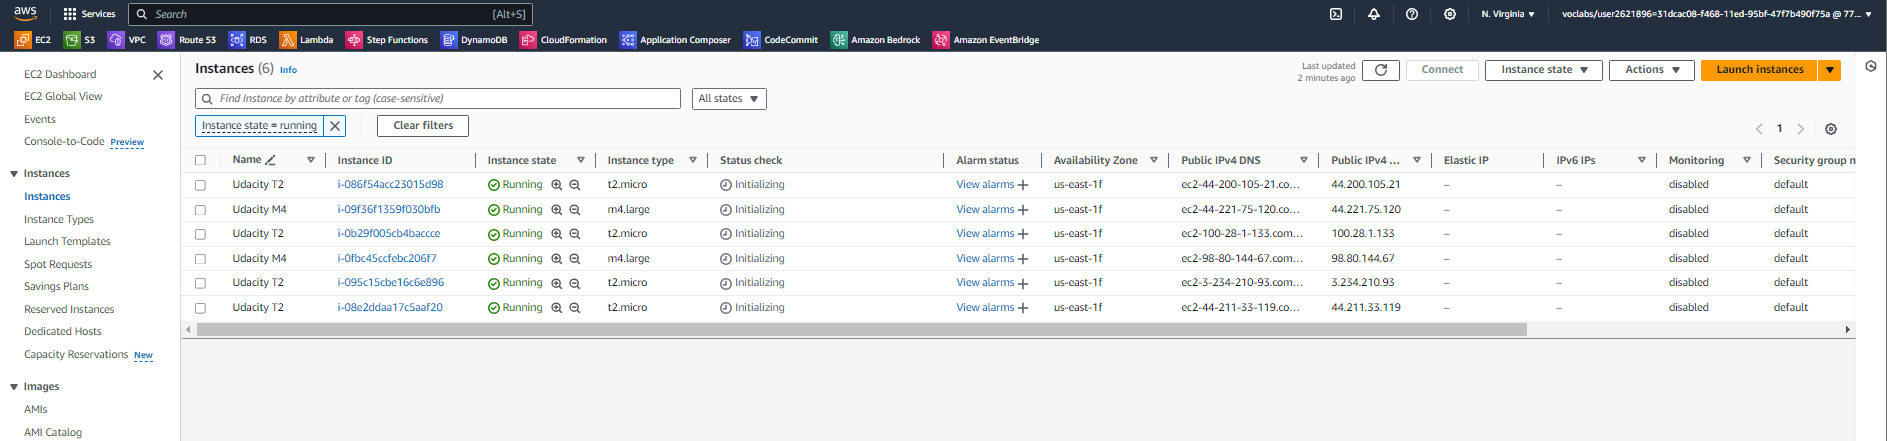 aws Services Search [Alt+S] N. Virginia voclabs/user2621896=31dcac08-f468-11ed-95bf-47f7b490f75a @ 77...
EC2 S3 VPC Route 53 RDS Lambda Step Functions DynamoDB CloudFormation Application Composer CodeCommit Amazon Bedrock Amazon EventBridge
EC2 Dashboard
EC2 Global View
Events
Console-to-Code Preview
Instances
Instances
Instance Types
Launch Templates
Spot Requests
Savings Plans
Reserved Instances
Dedicated Hosts
Capacity Reservations New
Images
AMIs
AMI Catalog
Instances (6) Info
Last updated
2 minutes ago
Connect Instance state Actions Launch instances
Find Instance by attribute or tag (case-sensitive) All states
Instance state = running Clear filters
1
Name Instance ID Instance state Instance type Status check Alarm status Availability Zone Public IPv4 DNS Public IPv4 ... Elastic IP IPv6 IPs Monitoring Security group n
Udacity T2 i-086f54acc23015d98 Running t2.micro Initializing View alarms + us-east-1f ec2-44-200-105-21.co... 44.200.105.21 – – disabled default
Udacity M4 i-09f36f1359f030bfb Running m4.large Initializing View alarms + us-east-1f ec2-44-221-75-120.co... 44.221.75.120 – – disabled default
Udacity T2 i-0b29f005cb4baccce Running t2.micro Initializing View alarms + us-east-1f ec2-100-28-1-133.com... 100.28.1.133 – – disabled default
Udacity M4 i-0fbc45ccfebc206f7 Running m4.large Initializing View alarms + us-east-1f ec2-98-80-144-67.com... 98.80.144.67 – – disabled default
Udacity T2 i-095c15cbe16c6e896 Running t2.micro Initializing View alarms + us-east-1f ec2-3-234-210-93.com... 3.234.210.93 – – disabled default
Udacity T2 i-08e2ddaa17c5aaf20 Running t2.micro Initializing View alarms + us-east-1f ec2-44-211-33-119.co... 44.211.33.119 – – disabled default